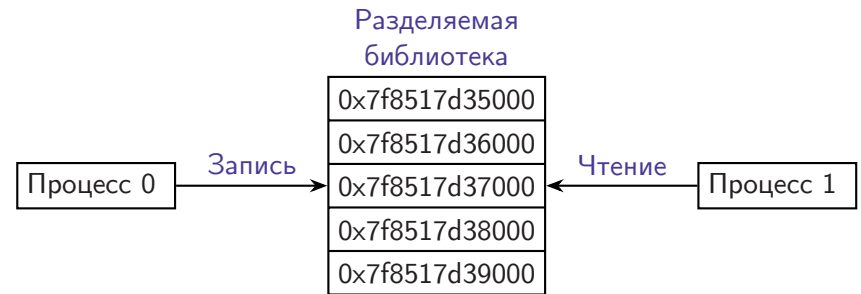 Разделяемая
библиотека
0x7f8517d35000
0x7f8517d36000
Процесс 0
Запись
0x7f8517d37000
Чтение
Процесс 1
0x7f8517d38000
0x7f8517d39000